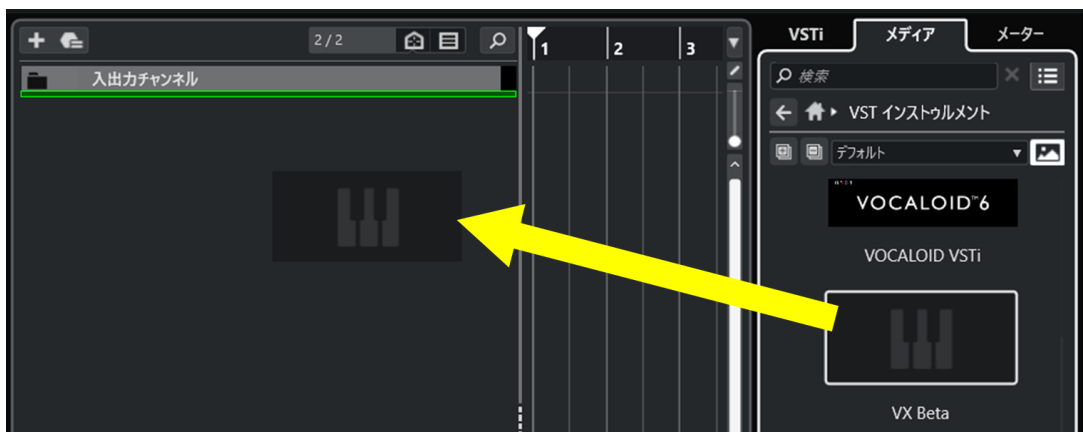 2/2
1 2 3
入出力チャンネル
VSTi メディア メーター
検索
VST インストゥルメント
デフォルト
VOCALOID™6
VOCALOID VSTi
VX Beta